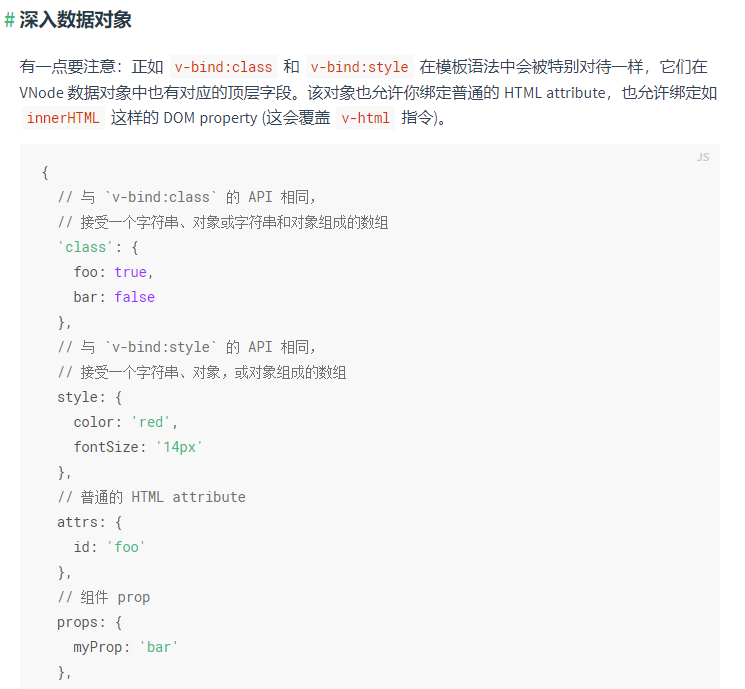 # 深入数据对象
有一点要注意：正如 v-bind:class 和 v-bind:style 在模板语法中会被特别对待一样，它们在
VNode 数据对象中也有对应的顶层字段。该对象也允许你绑定普通的 HTML attribute，也允许绑定如
innerHTML 这样的 DOM property (这会覆盖 v-html 指令)。
JS
{
  // 与 `v-bind:class` 的 API 相同，
  // 接受一个字符串、对象或字符串和对象组成的数组
  'class': {
    foo: true,
    bar: false
  },
  // 与 `v-bind:style` 的 API 相同，
  // 接受一个字符串、对象，或对象组成的数组
  style: {
    color: 'red',
    fontSize: '14px'
  },
  // 普通的 HTML attribute
  attrs: {
    id: 'foo'
  },
  // 组件 prop
  props: {
    myProp: 'bar'
  },